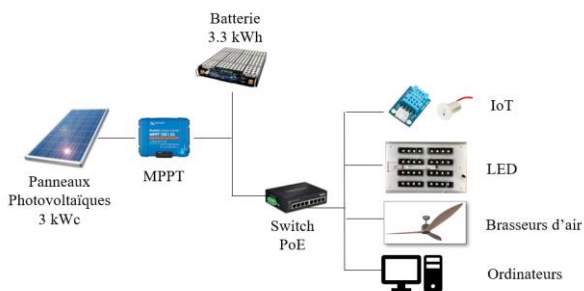 Batterie
3.3 kWh
IoT
Panneaux
Photovoltaïques
3 kWc
MPPT
LED
Switch
PoE
Brasseurs d'air
Ordinateurs